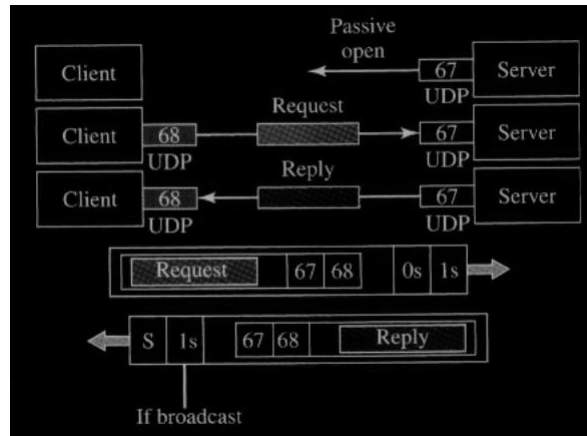 Passive
open
Client 67 Server
UDP
Request
Client 68 67 Server
UDP UDP
Reply
Client 68 67 Server
UDP UDP
Request 67 68 0s 1s
S 1s 67 68 Reply
If broadcast